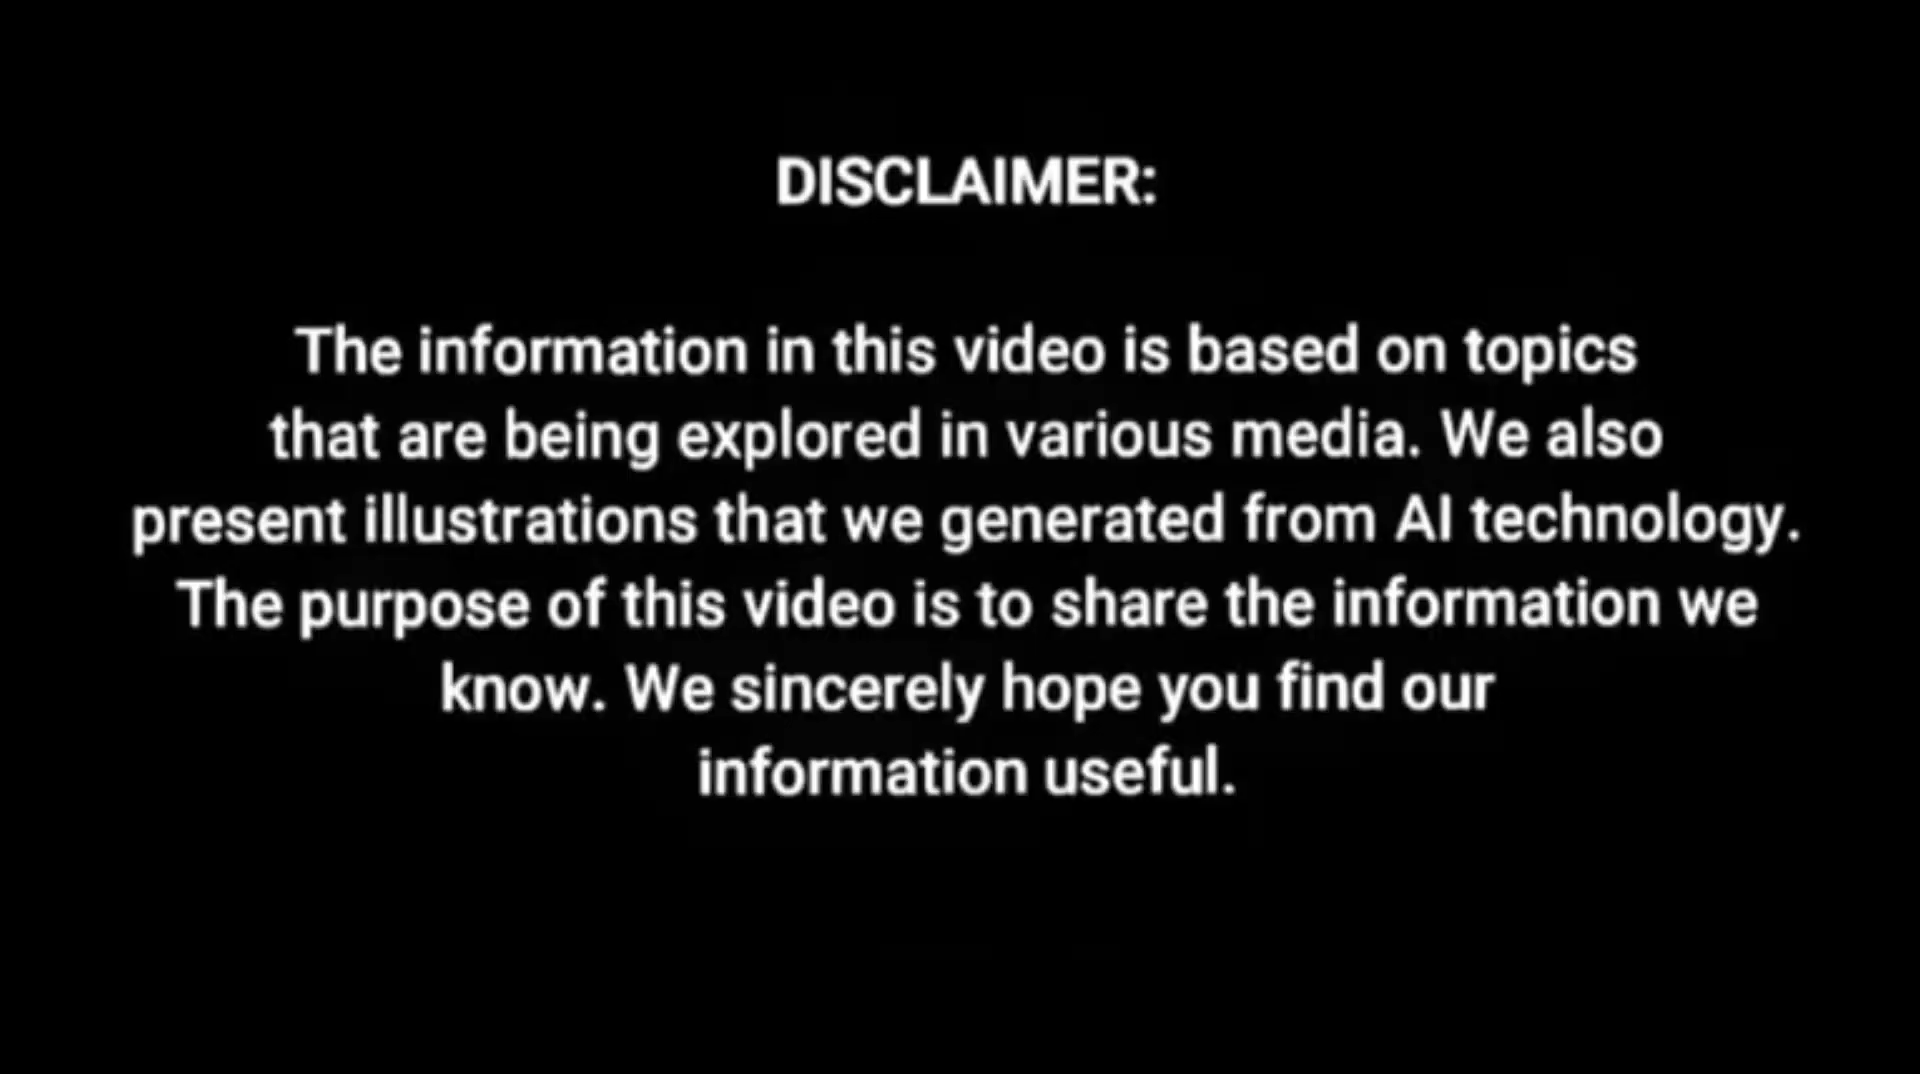 DISCLAIMER:
The information in this video is based on topics
that are being explored in various media. We also
present illustrations that we generated from AI technology.
The purpose of this video is to share the information we
know. We sincerely hope you find our
information useful.